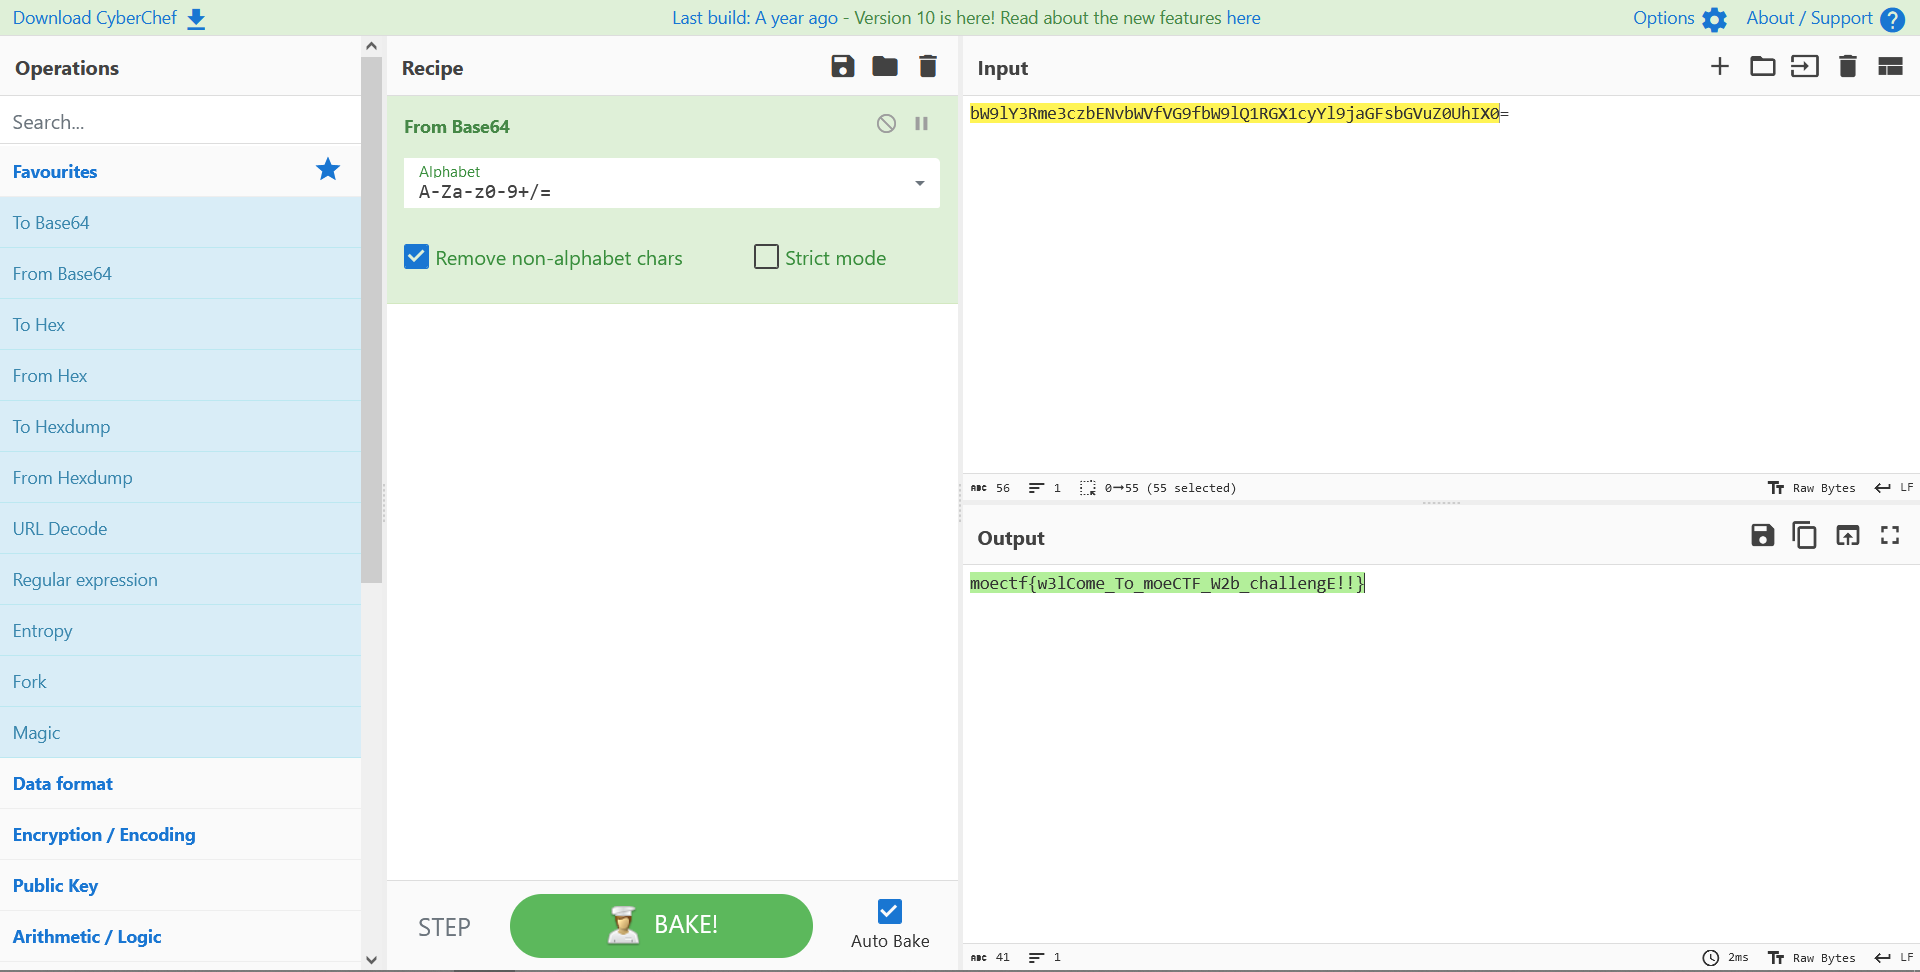 Download CyberChef
Last build: A year ago - Version 10 is here! Read about the new features here
Options
About / Support
Operations
Search...
Favourites
To Base64
From Base64
To Hex
From Hex
To Hexdump
From Hexdump
URL Decode
Regular expression
Entropy
Fork
Magic
Data format
Encryption / Encoding
Public Key
Arithmetic / Logic
Recipe
From Base64
Alphabet
A-Za-z0-9+/=
Remove non-alphabet chars
Strict mode
STEP
BAKE!
Auto Bake
Input
bW9lY3Rme3czbENvbWVfVG9fbW9lQ1RGX1cyYl9jaGFsbGVuZ0UhIX0=
ABC 56 1 0→55 (55 selected)
Tт Raw Bytes LF
Output
moectf{w3lCome_To_moeCTF_W2b_challengE!!}
ABC 41 1
2ms Tт Raw Bytes LF